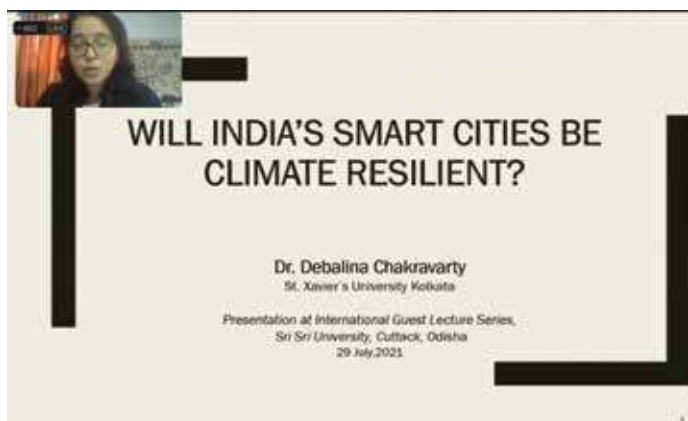 WILL INDIA'S SMART CITIES BE
CLIMATE RESILIENT?
Dr. Debalina Chakravarty
St. Xavier's University Kolkata
Presentation at International Guest Lecture Series,
Sri Sri University, Cuttack, Odisha
29 July,2021